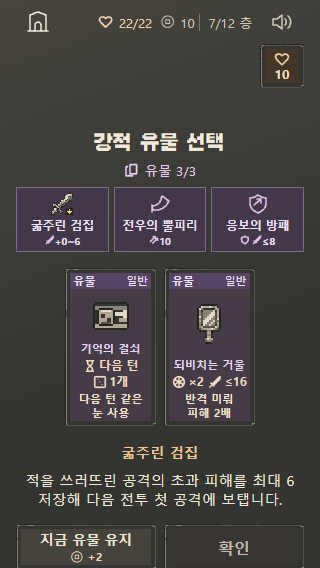 22/22 10 7/12 층
10
강적 유물 선택
유물 3/3
굶주린 검집 전우의 뿔피리 응보의 방패
+0~6 10 ≤8
유물 일반 유물 일반
기억의 걸쇠 되비치는 거울
다음 턴 ×2 ≤16
1개
다음 턴 같은 반격 미뤄
눈 사용 피해 2배
굶주린 검집
적을 쓰러뜨린 공격의 초과 피해를 최대 6
저장해 다음 전투 첫 공격에 보탭니다.
지금 유물 유지 확인
+2